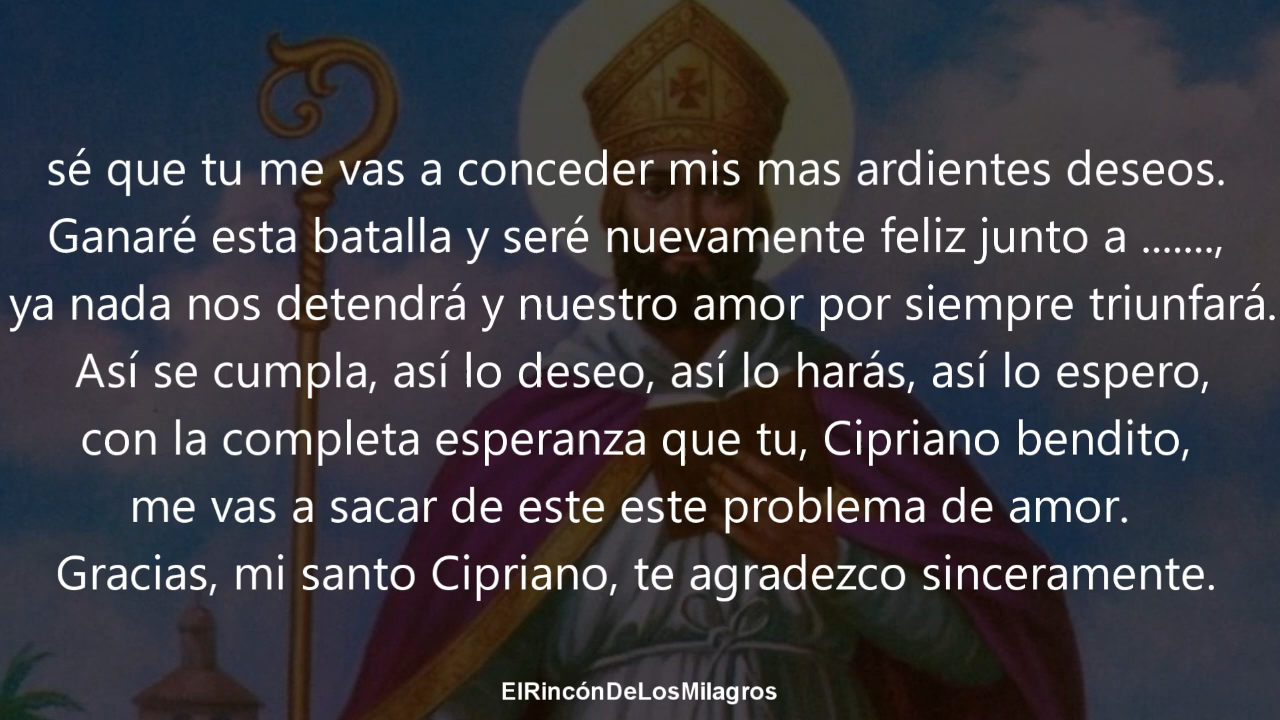 sé que tu me vas a conceder mis mas ardientes deseos.
Ganaré esta batalla y seré nuevamente feliz junto a .......,
ya nada nos detendrá y nuestro amor por siempre triunfará.
Así se cumpla, así lo deseo, así lo harás, así lo espero,
con la completa esperanza que tu, Cipriano bendito,
me vas a sacar de este este problema de amor.
Gracias, mi santo Cipriano, te agradezco sinceramente.
ElRincónDeLosMilagros